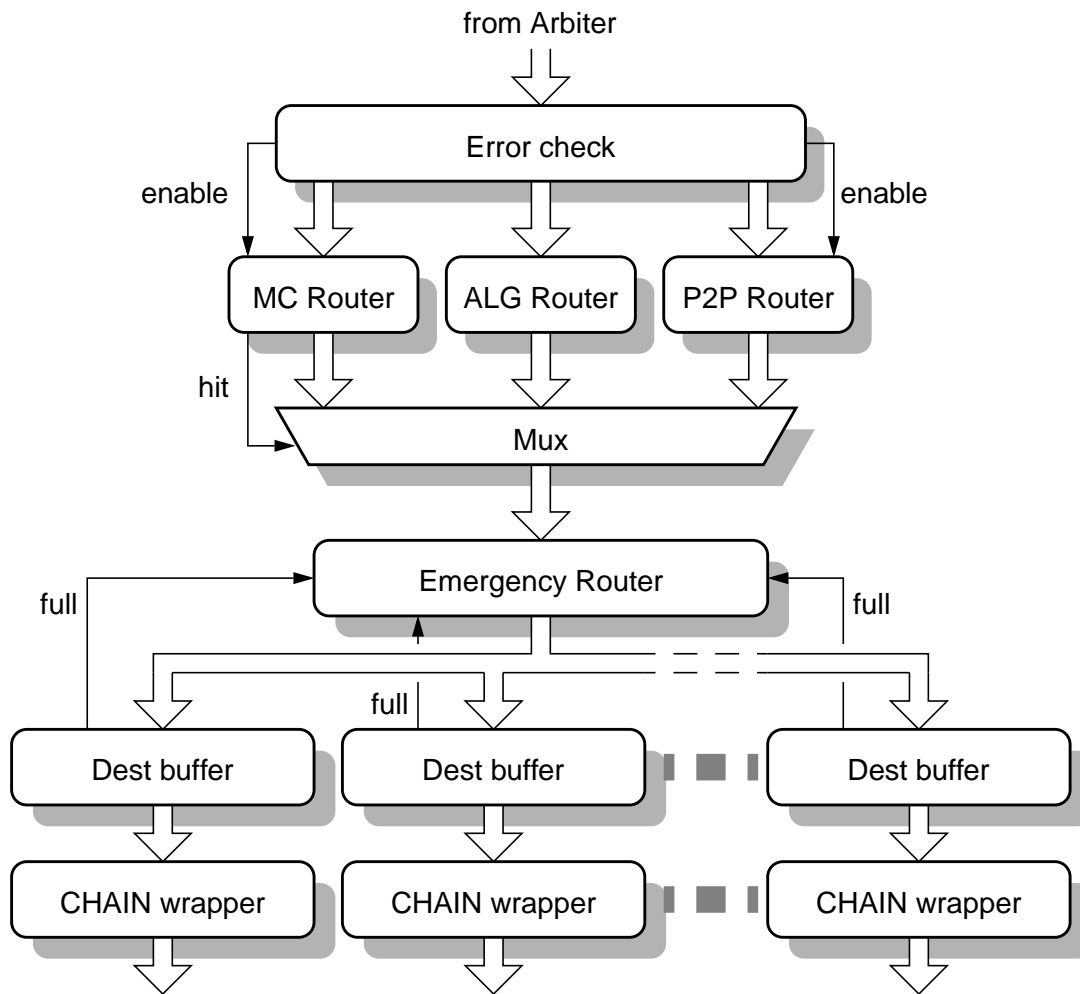 from Arbiter
Error check
enable
enable
MC Router
ALG Router
P2P Router
hit
Mux
Emergency Router
full
full
full
Dest buffer
Dest buffer
Dest buffer
CHAIN wrapper
CHAIN wrapper
CHAIN wrapper